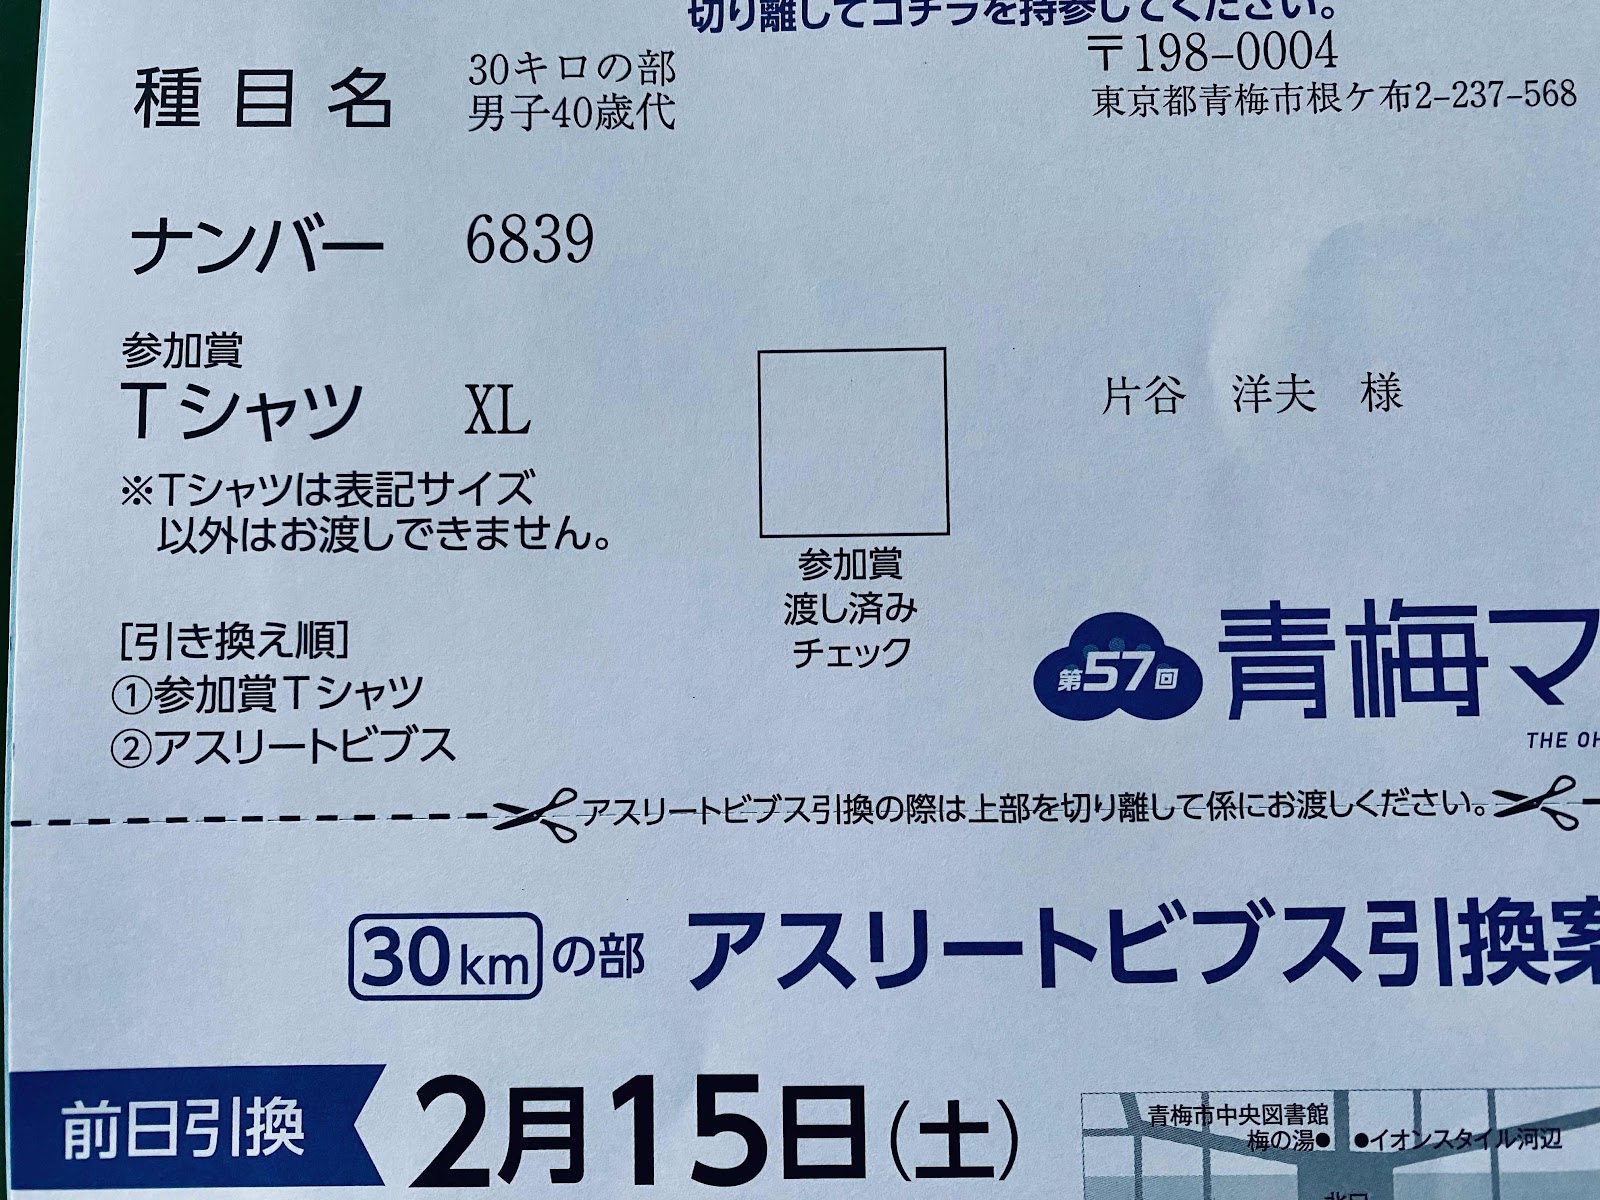 切り離してコチラを持参してください。
種目名
30キロの部
男子40歳代
〒198-0004
東京都青梅市根ケ布2-237-568
ナンバー 6839
参加賞
Tシャツ XL
※Tシャツは表記サイズ
以外はお渡しできません。
片谷 洋夫 様
参加賞
渡し済み
チェック
[引き換え順]
①参加賞Tシャツ
②アスリートビブス
第57回 青梅マ
THE OH
アスリートビブス引換の際は上部を切り離して係にお渡しください。
30kmの部 アスリートビブス引換案
前日引換 2月15日(土)
青梅市中央図書館
梅の湯● ●イオンスタイル河辺